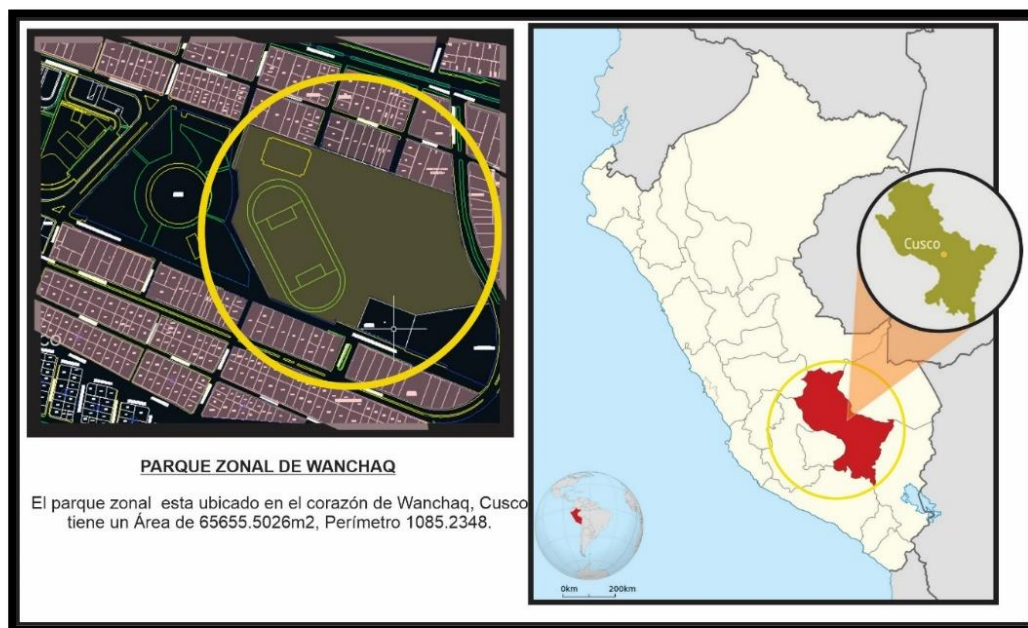 PARQUE ZONAL DE WANCHAQ
El parque zonal esta ubicado en el corazón de Wanchaq, Cusco
tiene un Área de 65655.5026m2, Perímetro 1085.2348.
Cusco
0km 200km